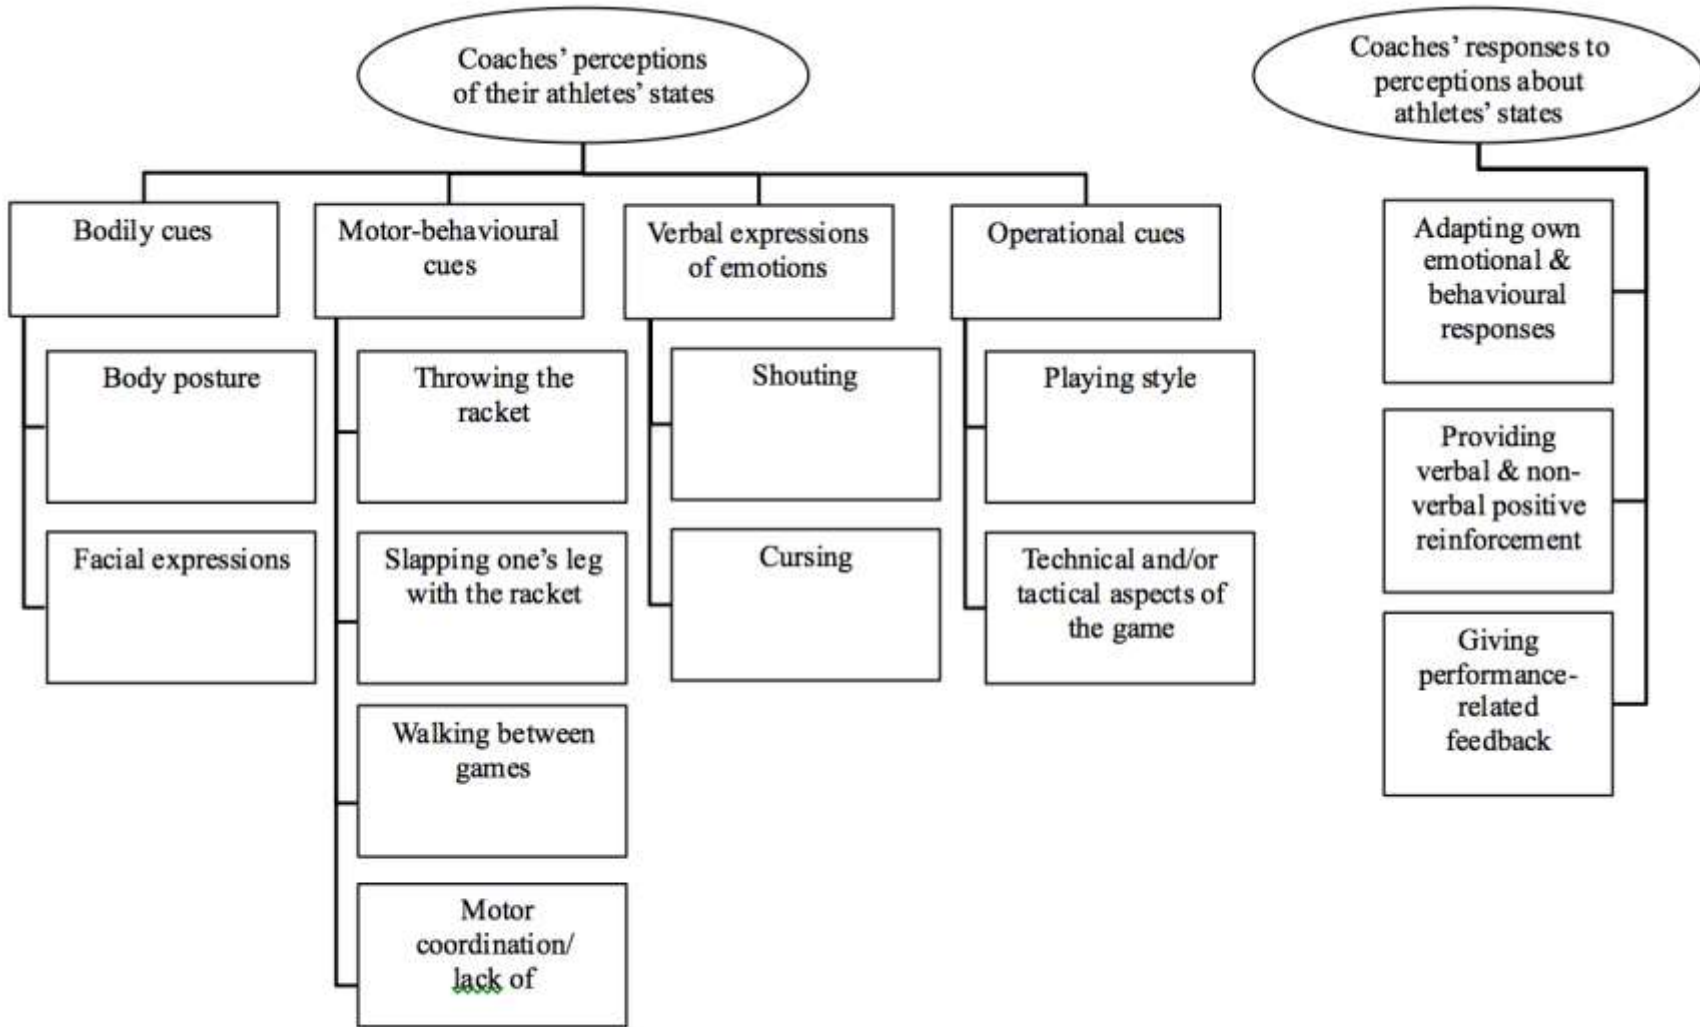 Coaches’ perceptions
of their athletes’ states
Coaches’ responses to
perceptions about
athletes’ states
Bodily cues
Motor-behavioural
cues
Verbal expressions
of emotions
Operational cues
Body posture
Throwing the
racket
Shouting
Playing style
Facial expressions
Slapping one’s leg
with the racket
Cursing
Technical and/or
tactical aspects of
the game
Walking between
games
Motor
coordination/
lack of
Adapting own
emotional &
behavioural
responses
Providing
verbal & non-
verbal positive
reinforcement
Giving
performance-
related
feedback